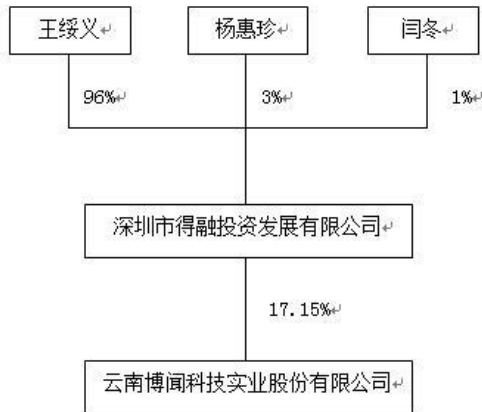 王绥义 杨惠珍 闫冬
96% 3% 1%
深圳市得融投资发展有限公司
17.15%
云南博闻科技实业股份有限公司